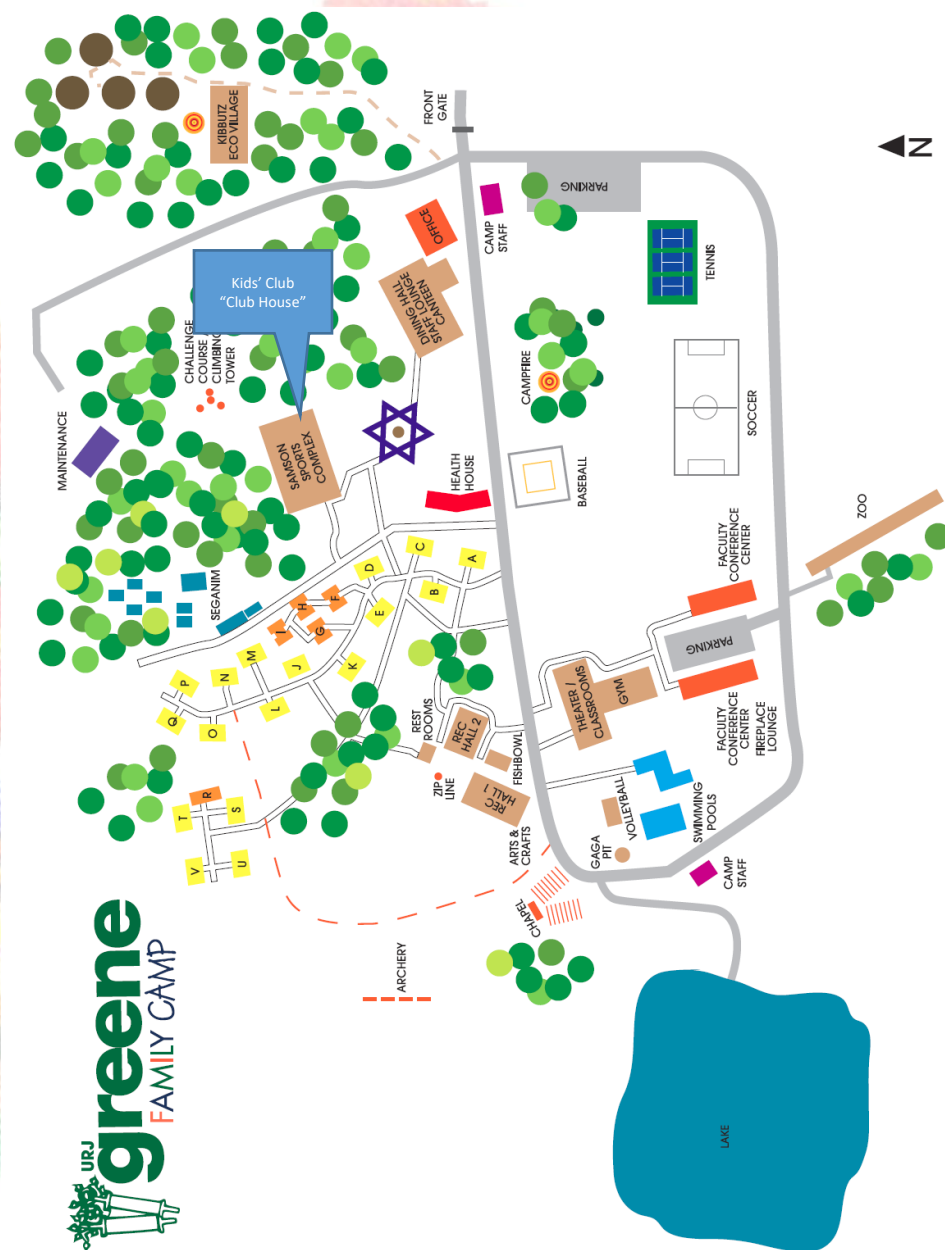 URJ
greene
FAMILY CAMP
N
FRONT
GATE
KIBBUTZ
ECO VILLAGE
OFFICE
CAMP
STAFF
PARKING
Kids’ Club
“Club House”
DINING HALL
STAFF LOUNGE
CANTEEN
TENNIS
CHALLENGE
COURSE /
CLIMBING
TOWER
CAMPFIRE
MAINTENANCE
SAMSON
SPORTS
COMPLEX
SOCCER
HEALTH
HOUSE
BASEBALL
ZOO
SEGANIM
A
B
C
D
E
F
G
H
I
J
K
L
M
N
O
P
Q
R
S
T
U
V
FACULTY
CONFERENCE
CENTER
PARKING
THEATER /
CLASSROOMS
GYM
FACULTY
CONFERENCE
CENTER
FIREPLACE
LOUNGE
REST
ROOMS
REC
HALL 2
FISHBOWL
ZIP
LINE
REC
HALL 1
ARTS &
CRAFTS
VOLLEYBALL
GAGA
PIT
SWIMMING
POOLS
CAMP
STAFF
CHAPEL
ARCHERY
LAKE